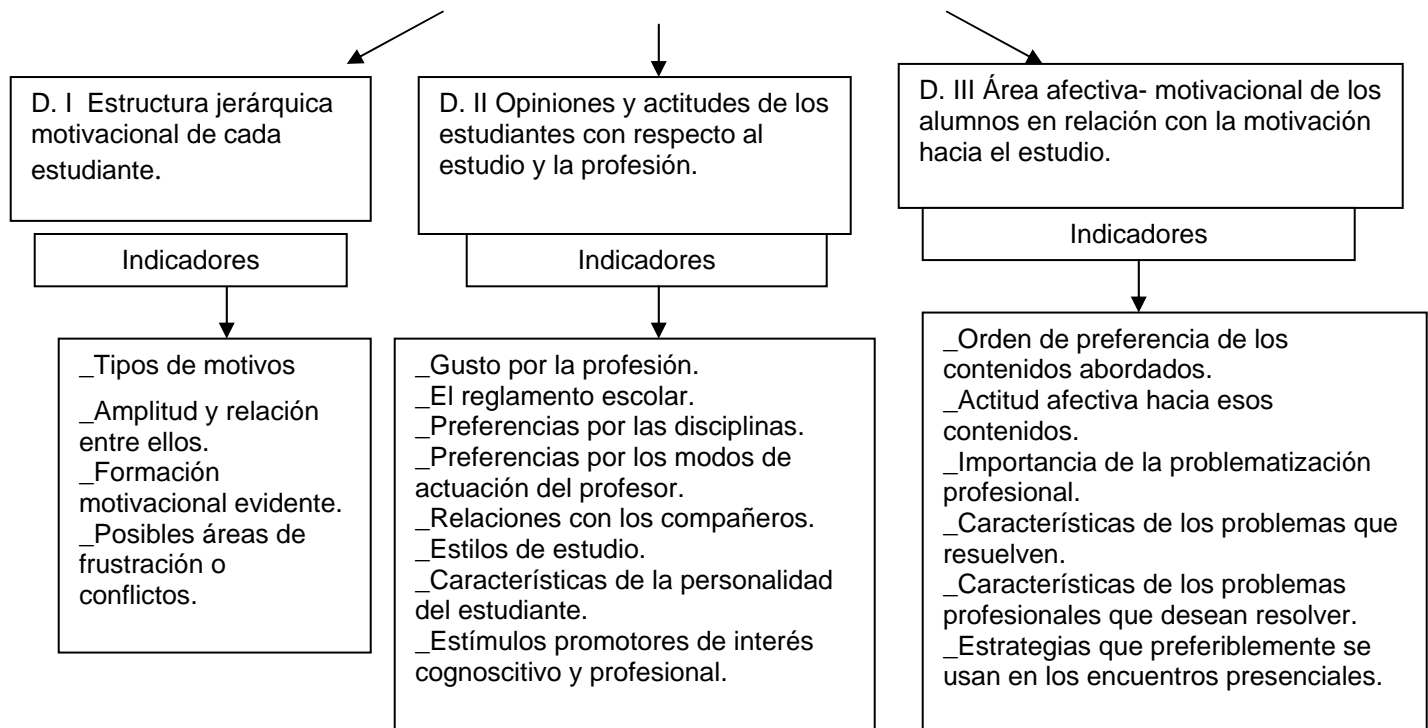 D. I Estructura jerárquica
motivacional de cada
estudiante.
Indicadores
_Tipos de motivos
_Amplitud y relación
entre ellos.
_Formación
motivacional evidente.
_Posibles áreas de
frustración o
conflictos.
D. II Opiniones y actitudes de los
estudiantes con respecto al
estudio y la profesión.
Indicadores
_Gusto por la profesión.
_El reglamento escolar.
_Preferencias por las disciplinas.
_Preferencias por los modos de
actuación del profesor.
_Relaciones con los compañeros.
_Estilos de estudio.
_Características de la personalidad
del estudiante.
_Estímulos promotores de interés
cognoscitivo y profesional.
D. III Área afectiva- motivacional de los
alumnos en relación con la motivación
hacia el estudio.
Indicadores
_Orden de preferencia de los
contenidos abordados.
_Actitud afectiva hacia esos
contenidos.
_Importancia de la problematización
profesional.
_Características de los problemas que
resuelven.
_Características de los problemas
profesionales que desean resolver.
_Estrategias que preferiblemente se
usan en los encuentros presenciales.